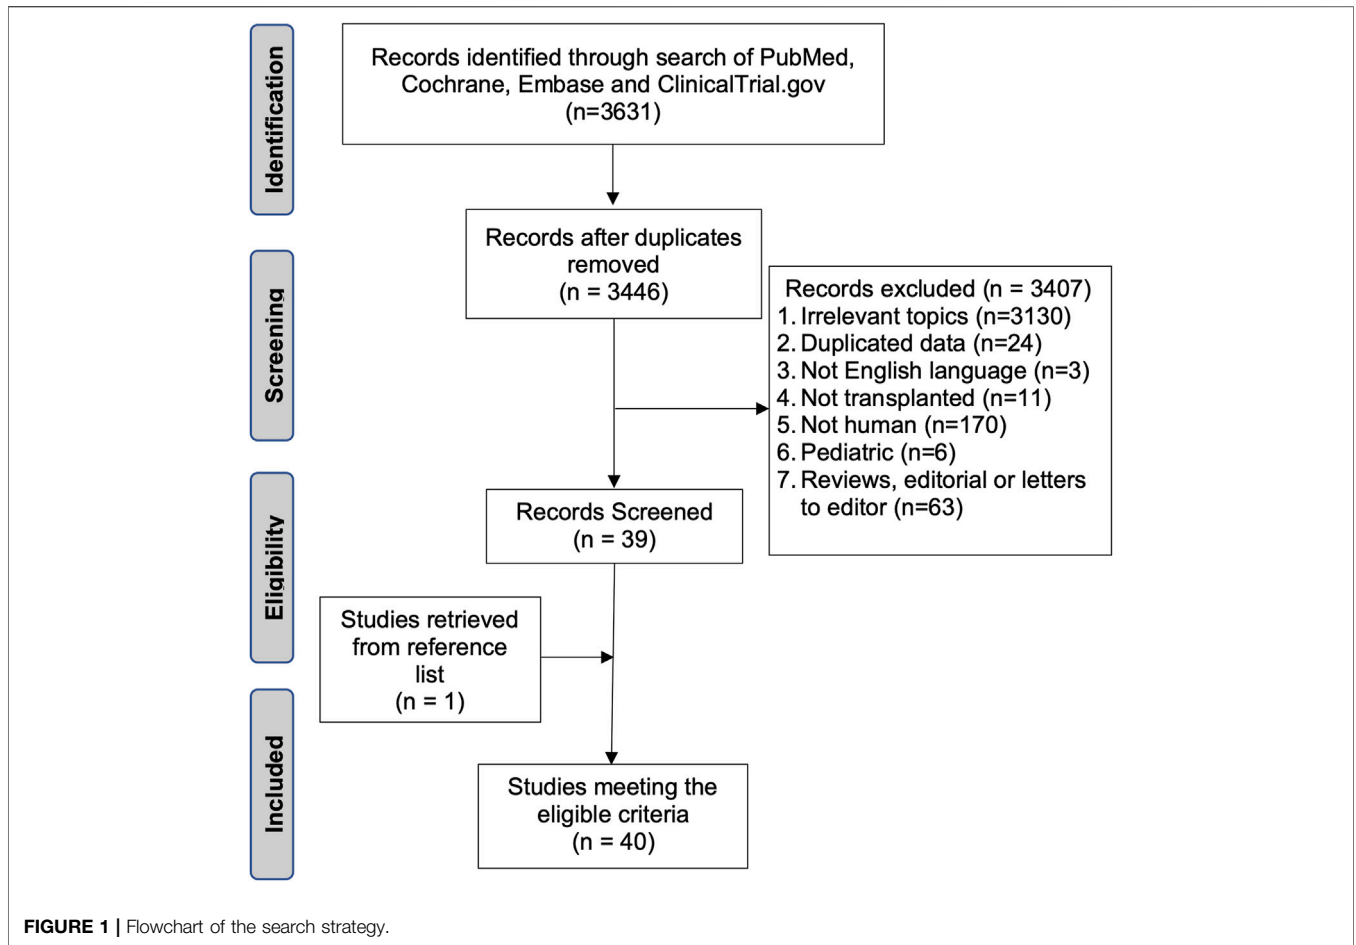 Identification
Records identified through search of PubMed,
Cochrane, Embase and ClinicalTrial.gov
(n=3631)
Records after duplicates
removed
(n = 3446)
Screening
Records excluded (n = 3407)
1. Irrelevant topics (n=3130)
2. Duplicated data (n=24)
3. Not English language (n=3)
4. Not transplanted (n=11)
5. Not human (n=170)
6. Pediatric (n=6)
7. Reviews, editorial or letters
to editor (n=63)
Eligibility
Records Screened
(n = 39)
Studies retrieved
from reference
list
(n = 1)
Included
Studies meeting the
eligible criteria
(n = 40)
FIGURE 1 | Flowchart of the search strategy.